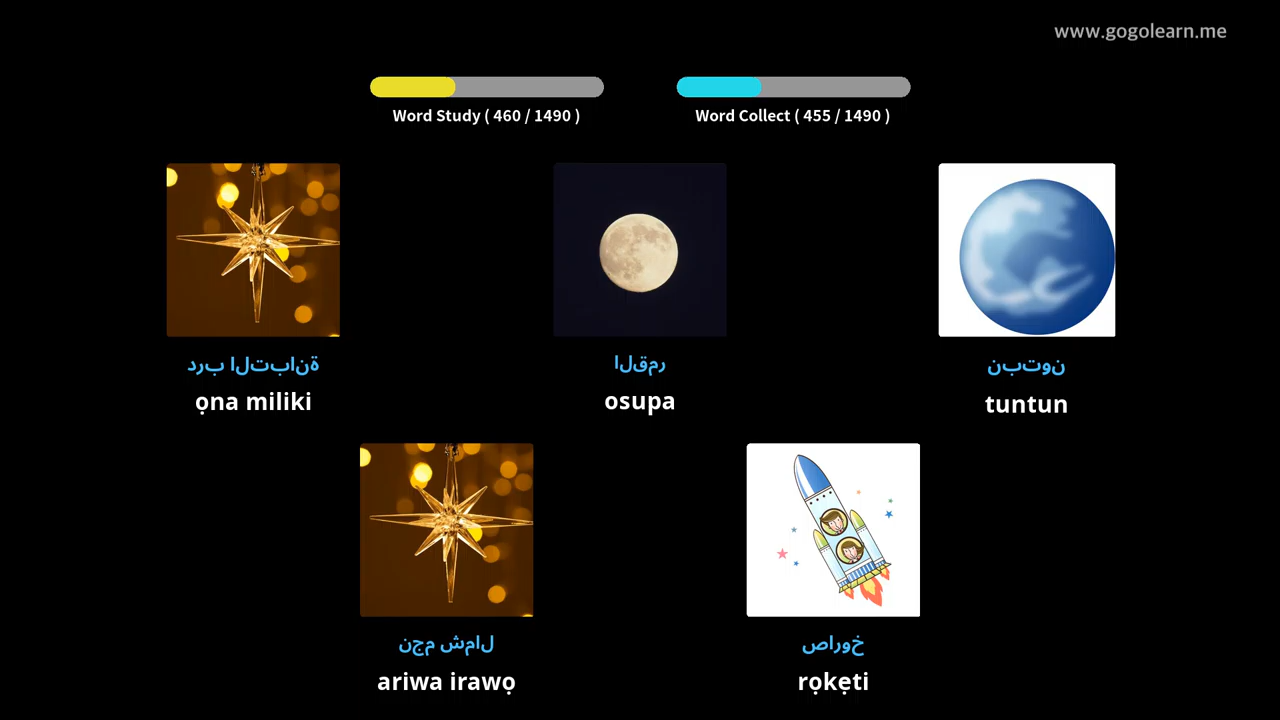 www.gogolearn.me
Word Study ( 460 / 1490 )
Word Collect ( 455 / 1490 )
درب التبانة
ọna miliki
القمر
osupa
نبتون
tuntun
نجم شمال
ariwa irawọ
صاروخ
rọkẹti